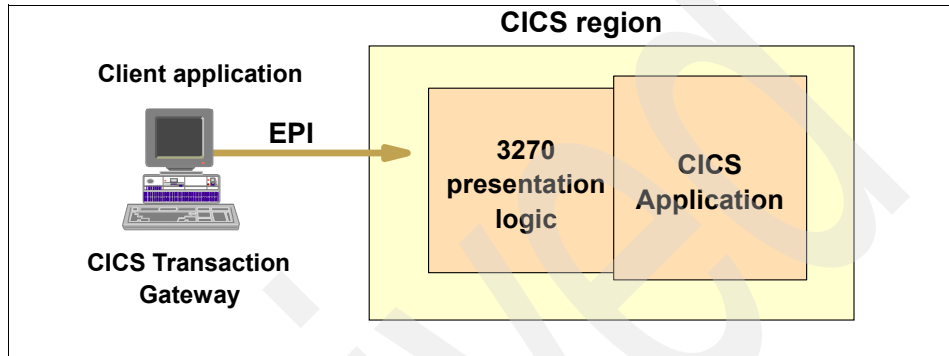 CICS region
Client application
EPI
3270
presentation
logic
CICS
Application
CICS Transaction
Gateway